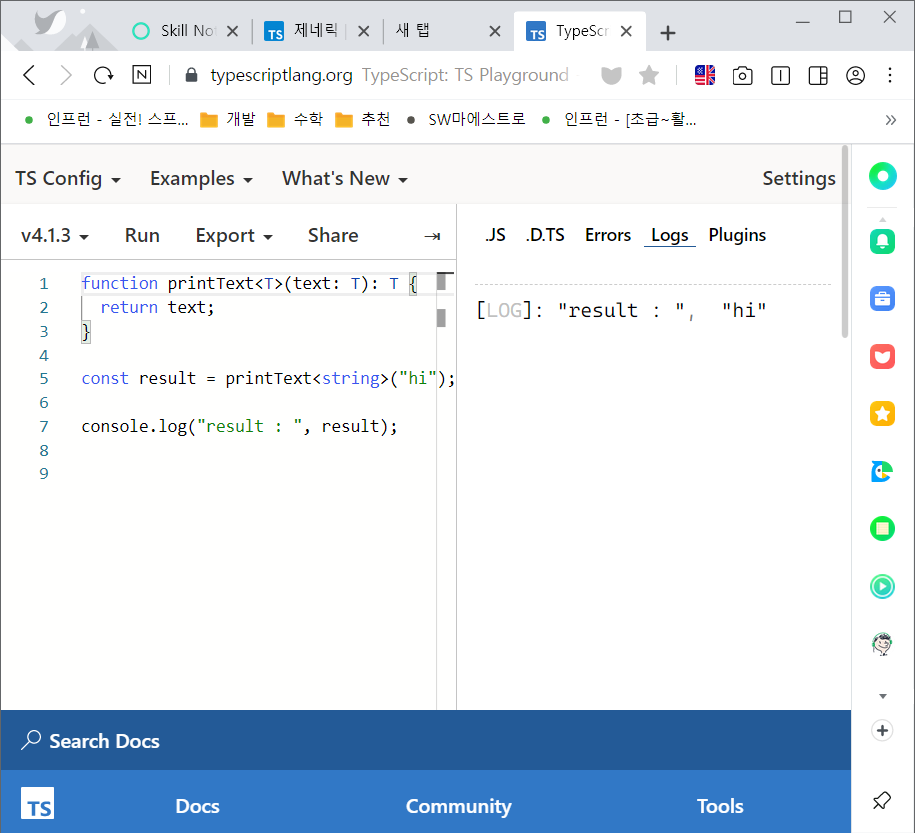 Skill No
TS 제네릭
새 탭
TS TypeScr
N typescriptlang.org TypeScript: TS Playground
인프런 - 실전! 스프... 개발 수학 추천 SW마에스트로 인프런 - [초급~활...
TS Config Examples What's New Settings
v4.1.3 Run Export Share
.JS .D.TS Errors Logs Plugins
1 function printText<T>(text: T): T {
2 return text;
3 }
4
5 const result = printText<string>("hi");
6
7 console.log("result : ", result);
8
9
[LOG]: "result : ", "hi"
Search Docs
TS Docs Community Tools